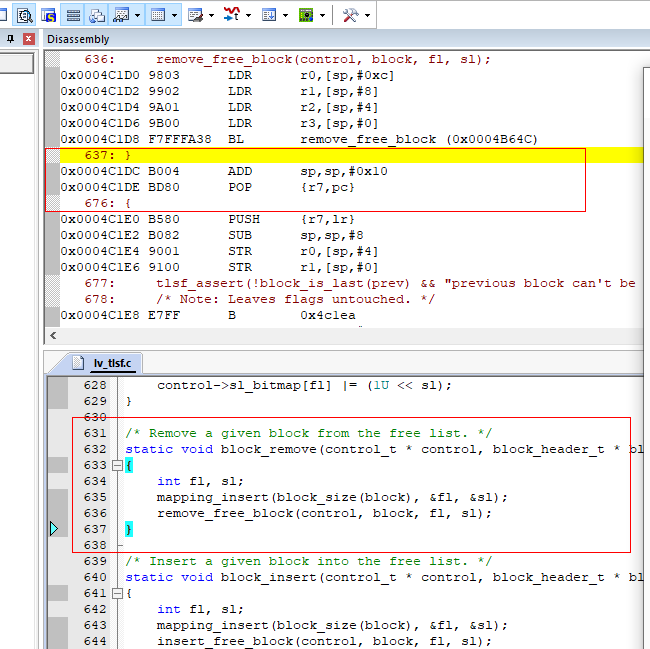 Disassembly
636: remove_free_block(control, block, fl, sl);
0x0004C1D0 9803 LDR r0,[sp,#0xc]
0x0004C1D2 9902 LDR r1,[sp,#8]
0x0004C1D4 9A01 LDR r2,[sp,#4]
0x0004C1D6 9B00 LDR r3,[sp,#0]
0x0004C1D8 F7FFFA38 BL remove_free_block (0x0004B64C)
637: }
0x0004C1DC B004 ADD sp,sp,#0x10
0x0004C1DE BD80 POP {r7,pc}
676: {
0x0004C1E0 B580 PUSH {r7,lr}
0x0004C1E2 B082 SUB sp,sp,#8
0x0004C1E4 9001 STR r0,[sp,#4]
0x0004C1E6 9100 STR r1,[sp,#0]
677: tlsf_assert(!block_is_last(prev) && "previous block can't be
678: /* Note: Leaves flags untouched. */
0x0004C1E8 E7FF B 0x4c1ea
lv_tlsf.c
628 control->sl_bitmap[fl] |= (1U << sl);
629 }
630
631 /* Remove a given block from the free list. */
632 static void block_remove(control_t * control, block_header_t * bl
633 {
634 int fl, sl;
635 mapping_insert(block_size(block), &fl, &sl);
636 remove_free_block(control, block, fl, sl);
637 }
638
639 /* Insert a given block into the free list. */
640 static void block_insert(control_t * control, block_header_t * bl
641 {
642 int fl, sl;
643 mapping_insert(block_size(block), &fl, &sl);
644 insert_free_block(control, block, fl, sl);